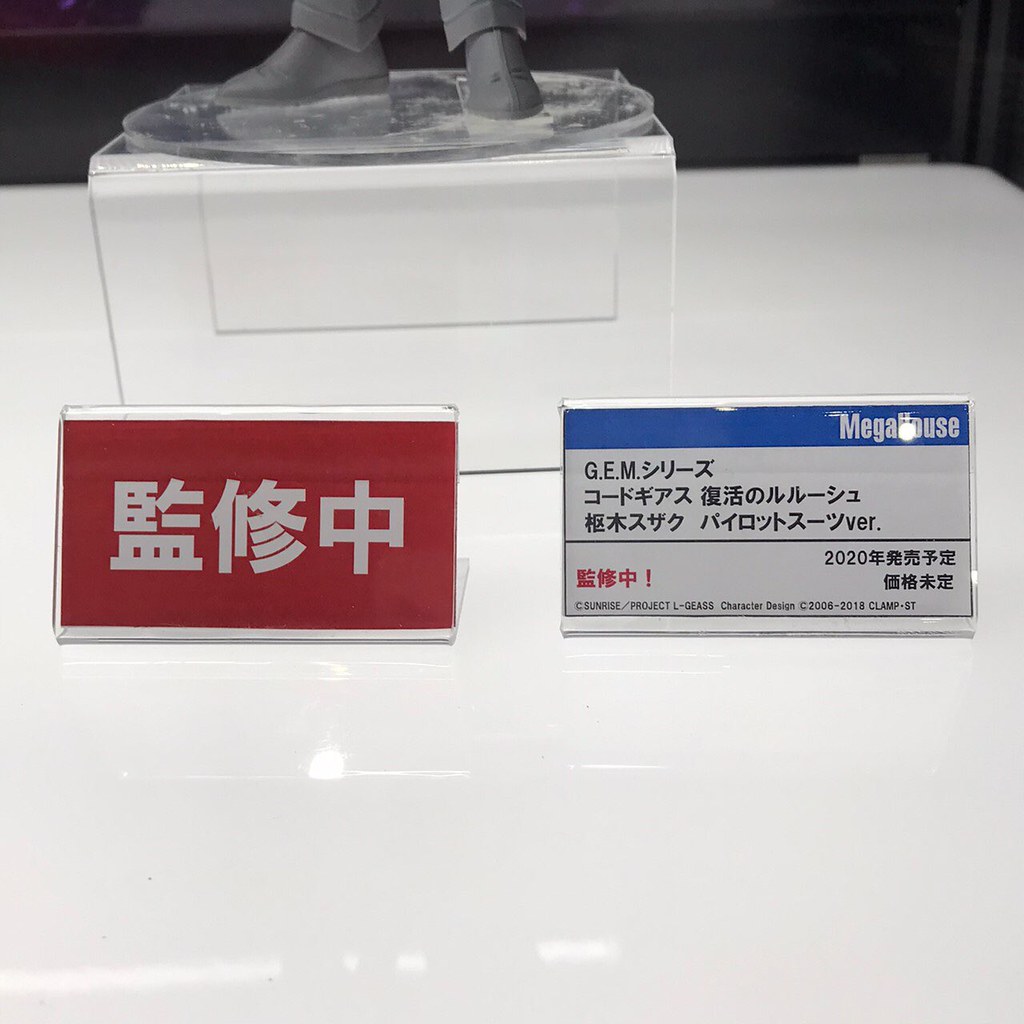 監修中
MegaHouse
G.E.M.シリーズ
コードギアス 復活のルルーシュ
枢木スザク パイロットスーツver.
2020年発売予定
監修中！
価格未定
©SUNRISE／PROJECT L-GEASS Character Design ©2006-2018 CLAMP・ST